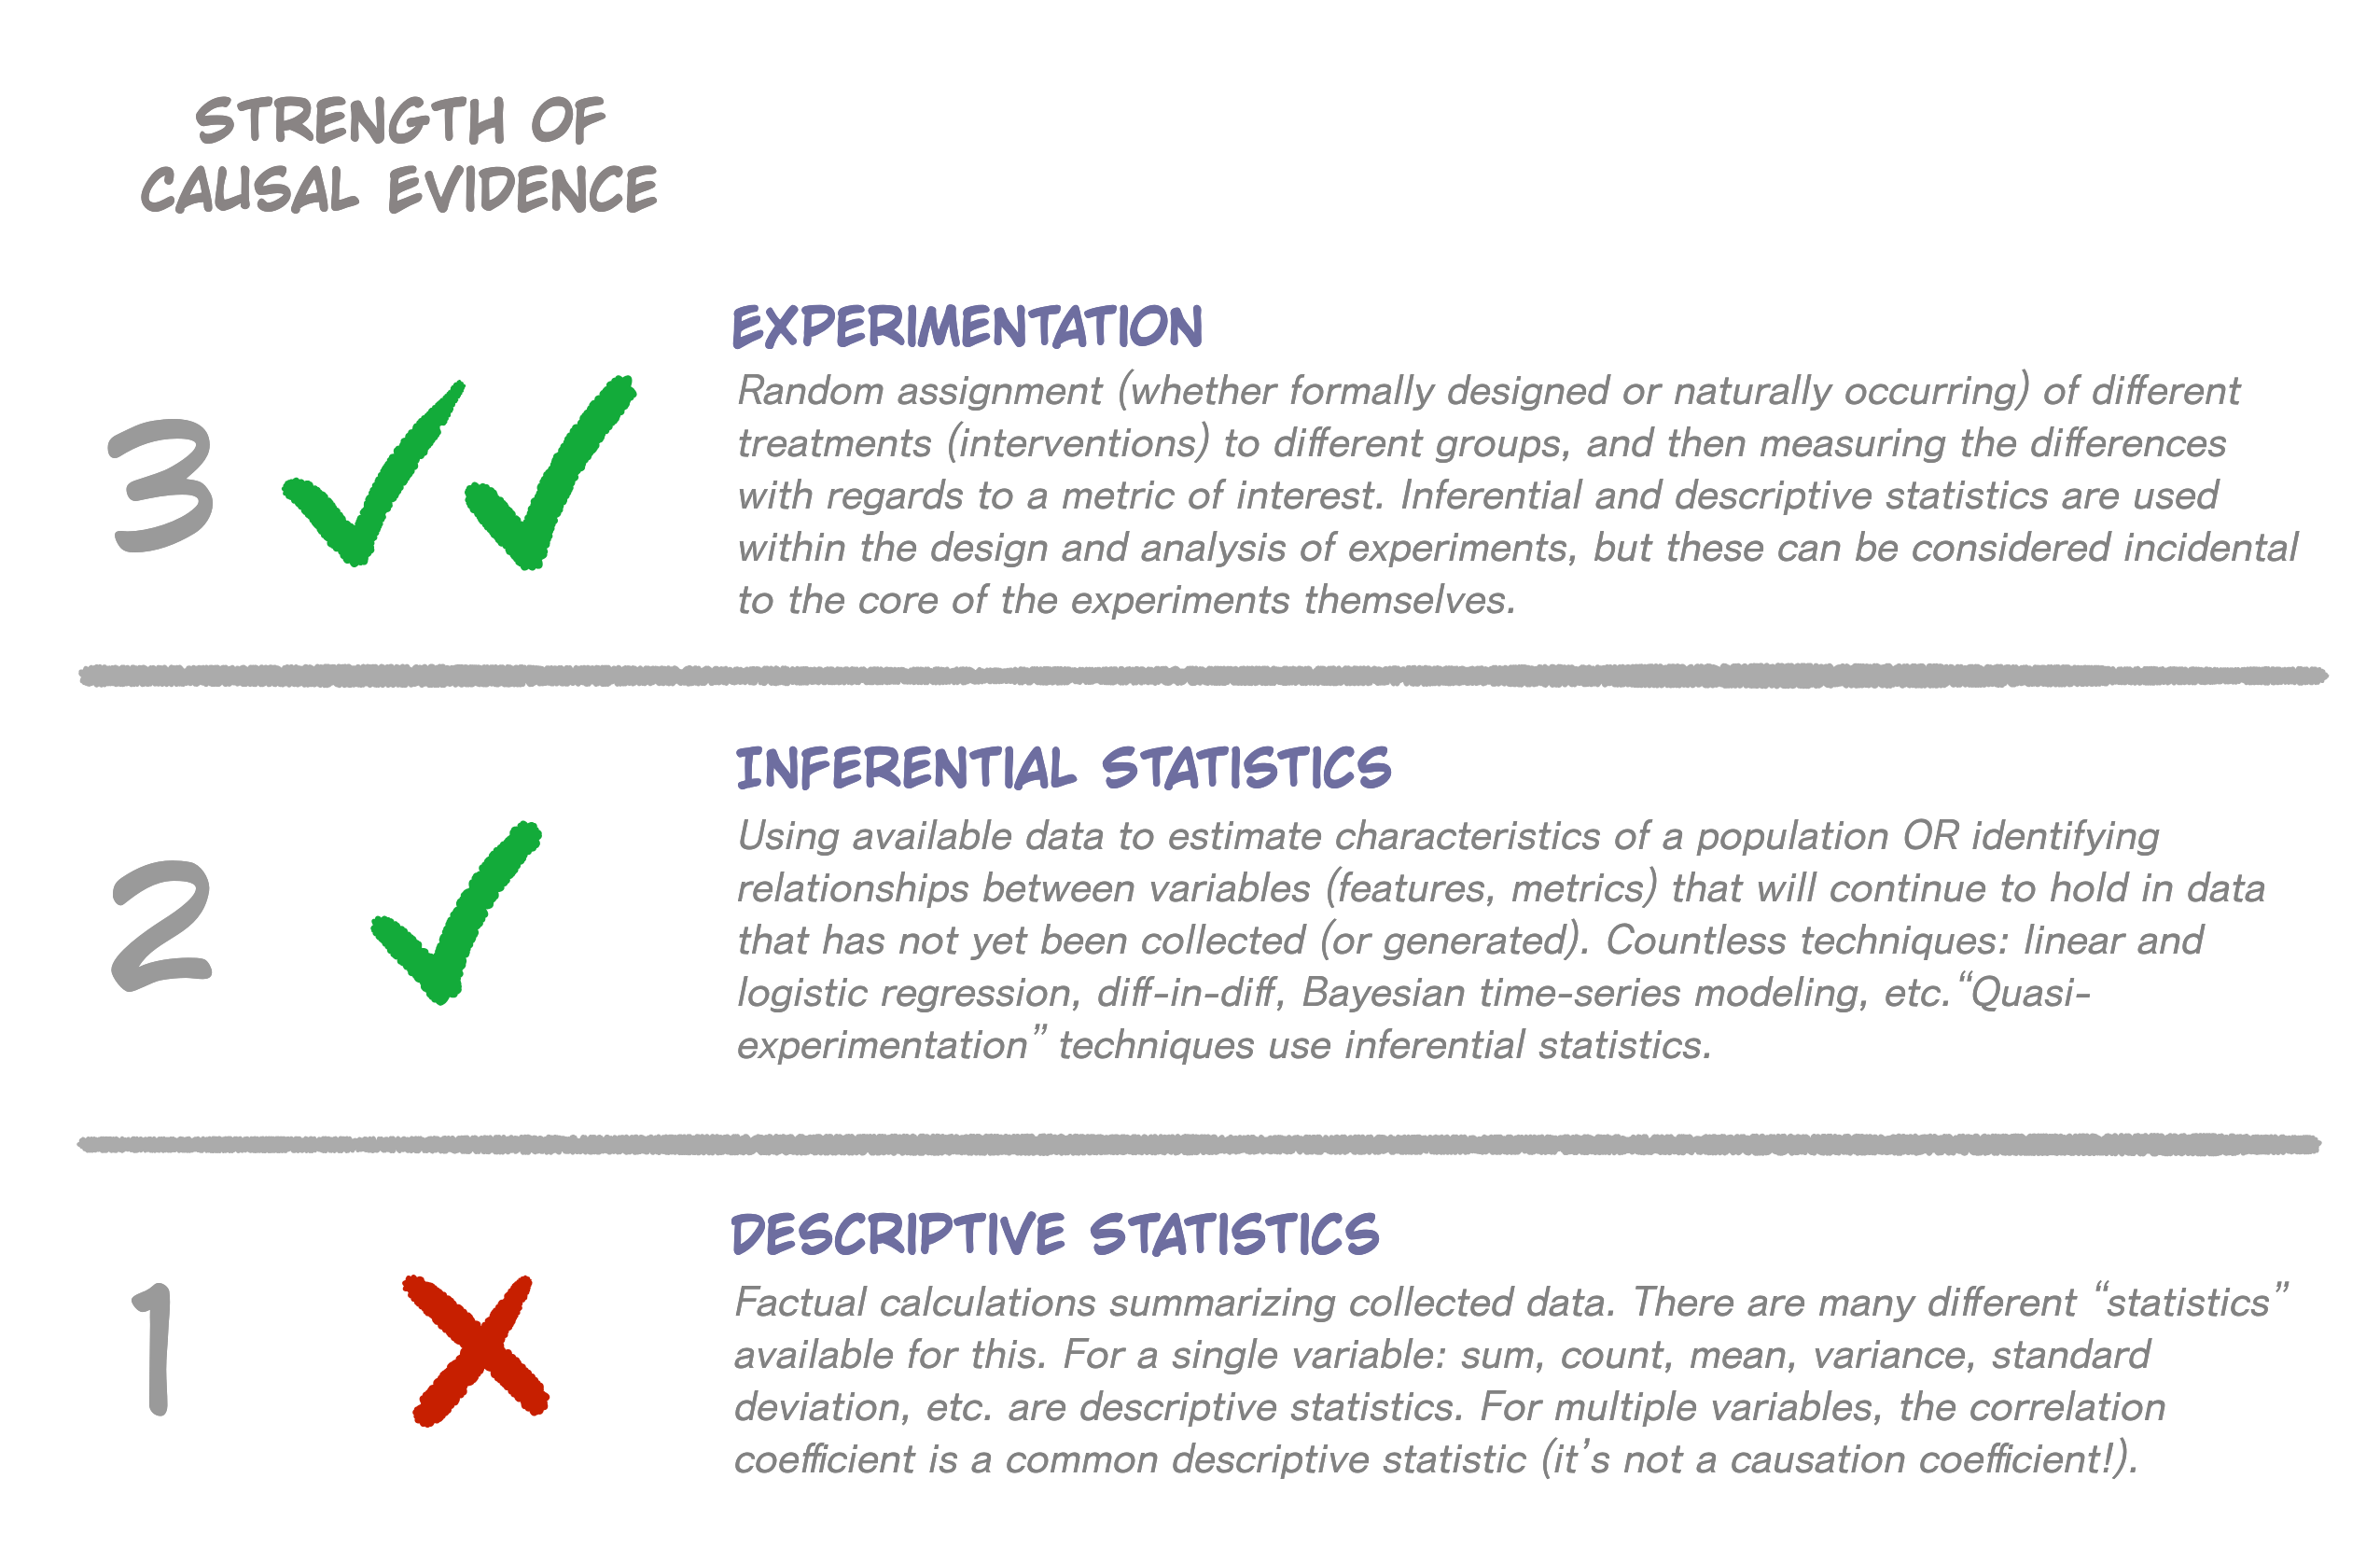 STRENGTH OF
CAUSAL EVIDENCE
EXPERIMENTATION
3
Random assignment (whether formally designed or naturally occurring) of different
treatments (interventions) to different groups, and then measuring the differences
with regards to a metric of interest. Inferential and descriptive statistics are used
within the design and analysis of experiments, but these can be considered incidental
to the core of the experiments themselves.
INFERENTIAL STATISTICS
2
Using available data to estimate characteristics of a population OR identifying
relationships between variables (features, metrics) that will continue to hold in data
that has not yet been collected (or generated). Countless techniques: linear and
logistic regression, diff-in-diff, Bayesian time-series modeling, etc.“Quasi-
experimentation” techniques use inferential statistics.
DESCRIPTIVE STATISTICS
1
Factual calculations summarizing collected data. There are many different “statistics”
available for this. For a single variable: sum, count, mean, variance, standard
deviation, etc. are descriptive statistics. For multiple variables, the correlation
coefficient is a common descriptive statistic (it’s not a causation coefficient!).